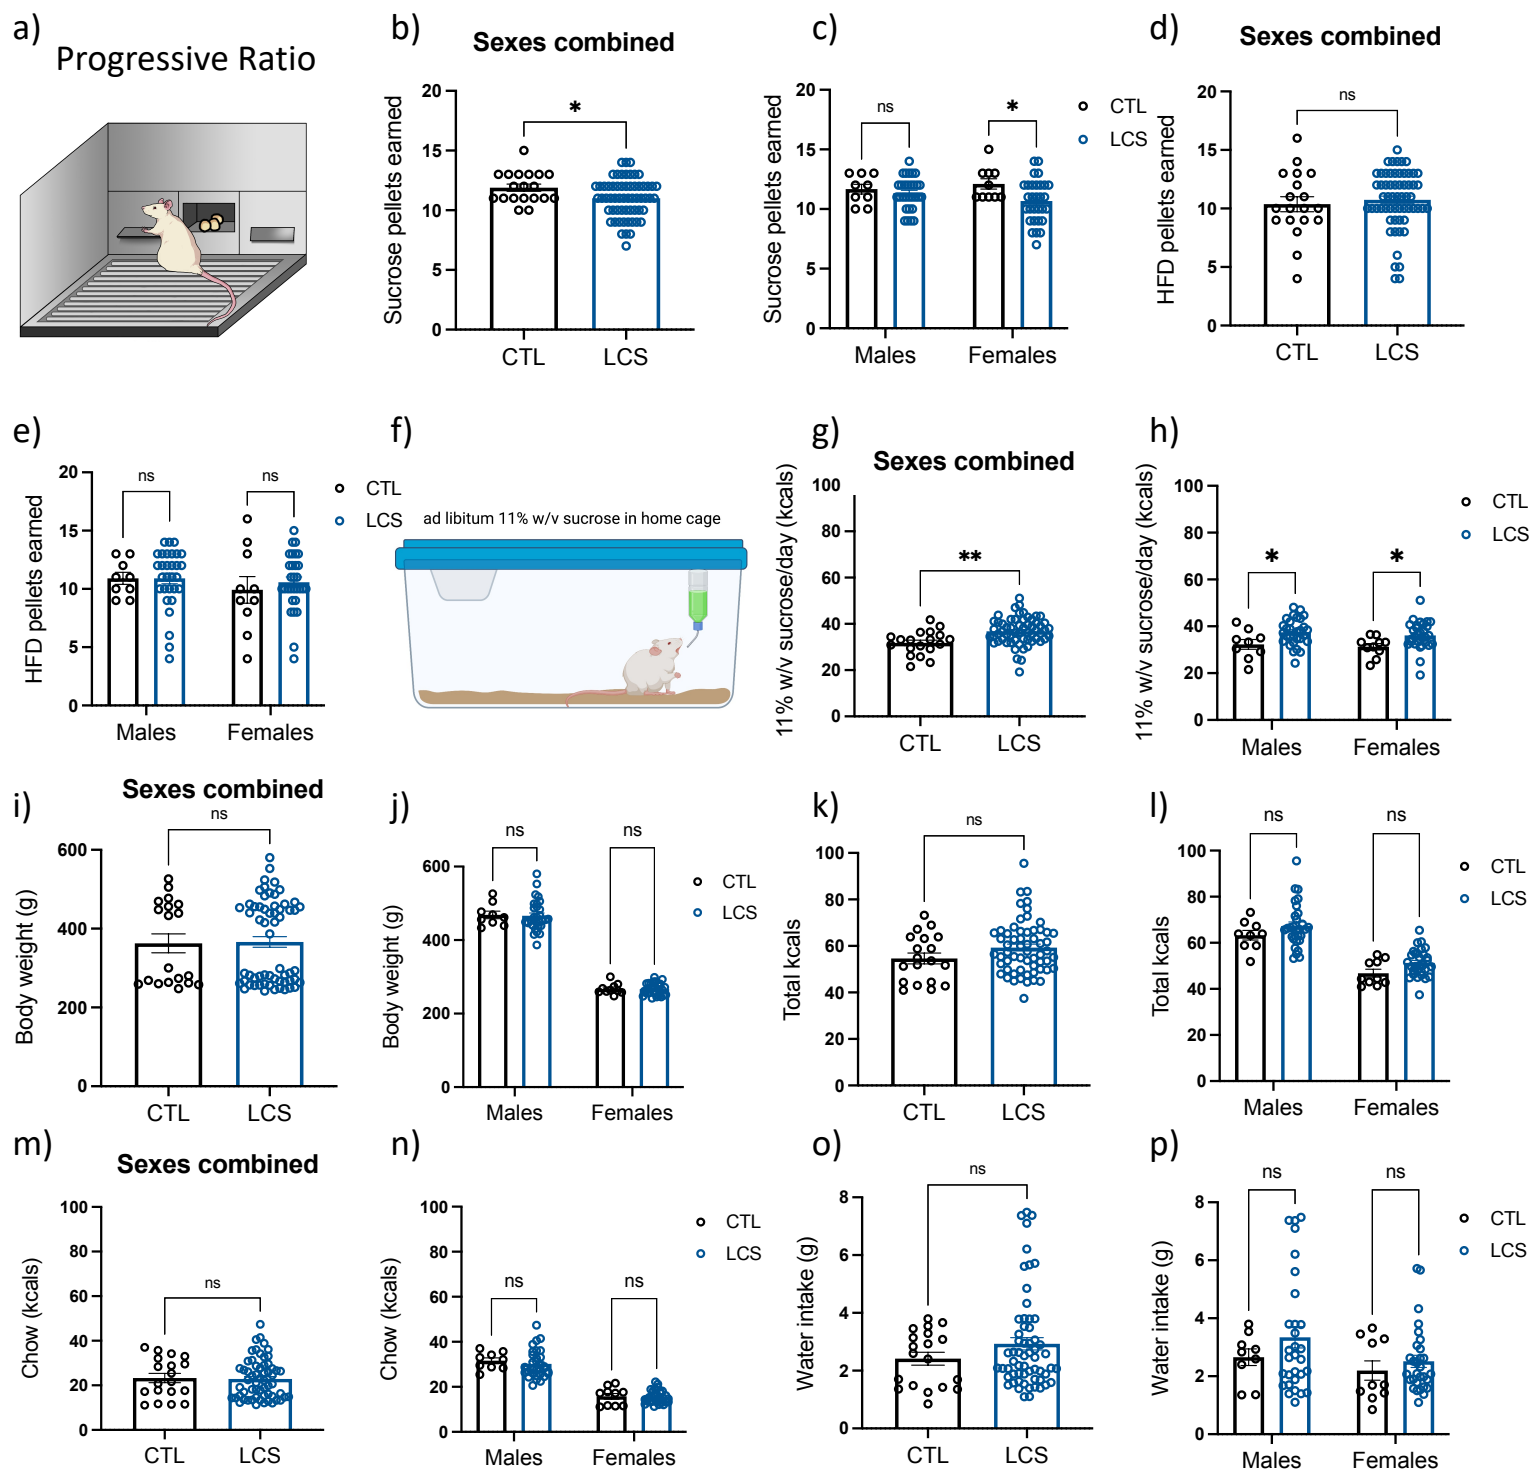 a)
Progressive Ratio
b)
Sexes combined
Sucrose pellets earned
20
15
10
5
0
*
CTL
LCS
c)
Sucrose pellets earned
20
15
10
5
0
ns
*
Males
Females
CTL
LCS
d)
Sexes combined
HFD pellets earned
20
15
10
5
0
ns
CTL
LCS
e)
HFD pellets earned
20
15
10
5
0
ns
ns
Males
Females
CTL
LCS
f)
ad libitum 11% w/v sucrose in home cage
g)
Sexes combined
11% w/v sucrose/day (kcals)
100
80
60
40
20
0
**
CTL
LCS
h)
11% w/v sucrose/day (kcals)
100
80
60
40
20
0
*
*
Males
Females
CTL
LCS
i)
Sexes combined
Body weight (g)
600
400
200
0
ns
CTL
LCS
j)
Body weight (g)
600
400
200
0
ns
ns
Males
Females
CTL
LCS
k)
Total kcals
100
80
60
40
20
0
ns
CTL
LCS
l)
Total kcals
100
80
60
40
20
0
ns
ns
Males
Females
CTL
LCS
m)
Sexes combined
Chow (kcals)
100
80
60
40
20
0
ns
CTL
LCS
n)
Chow (kcals)
100
80
60
40
20
0
ns
ns
Males
Females
CTL
LCS
o)
Water intake (g)
8
6
4
2
0
ns
CTL
LCS
p)
Water intake (g)
8
6
4
2
0
ns
ns
Males
Females
CTL
LCS